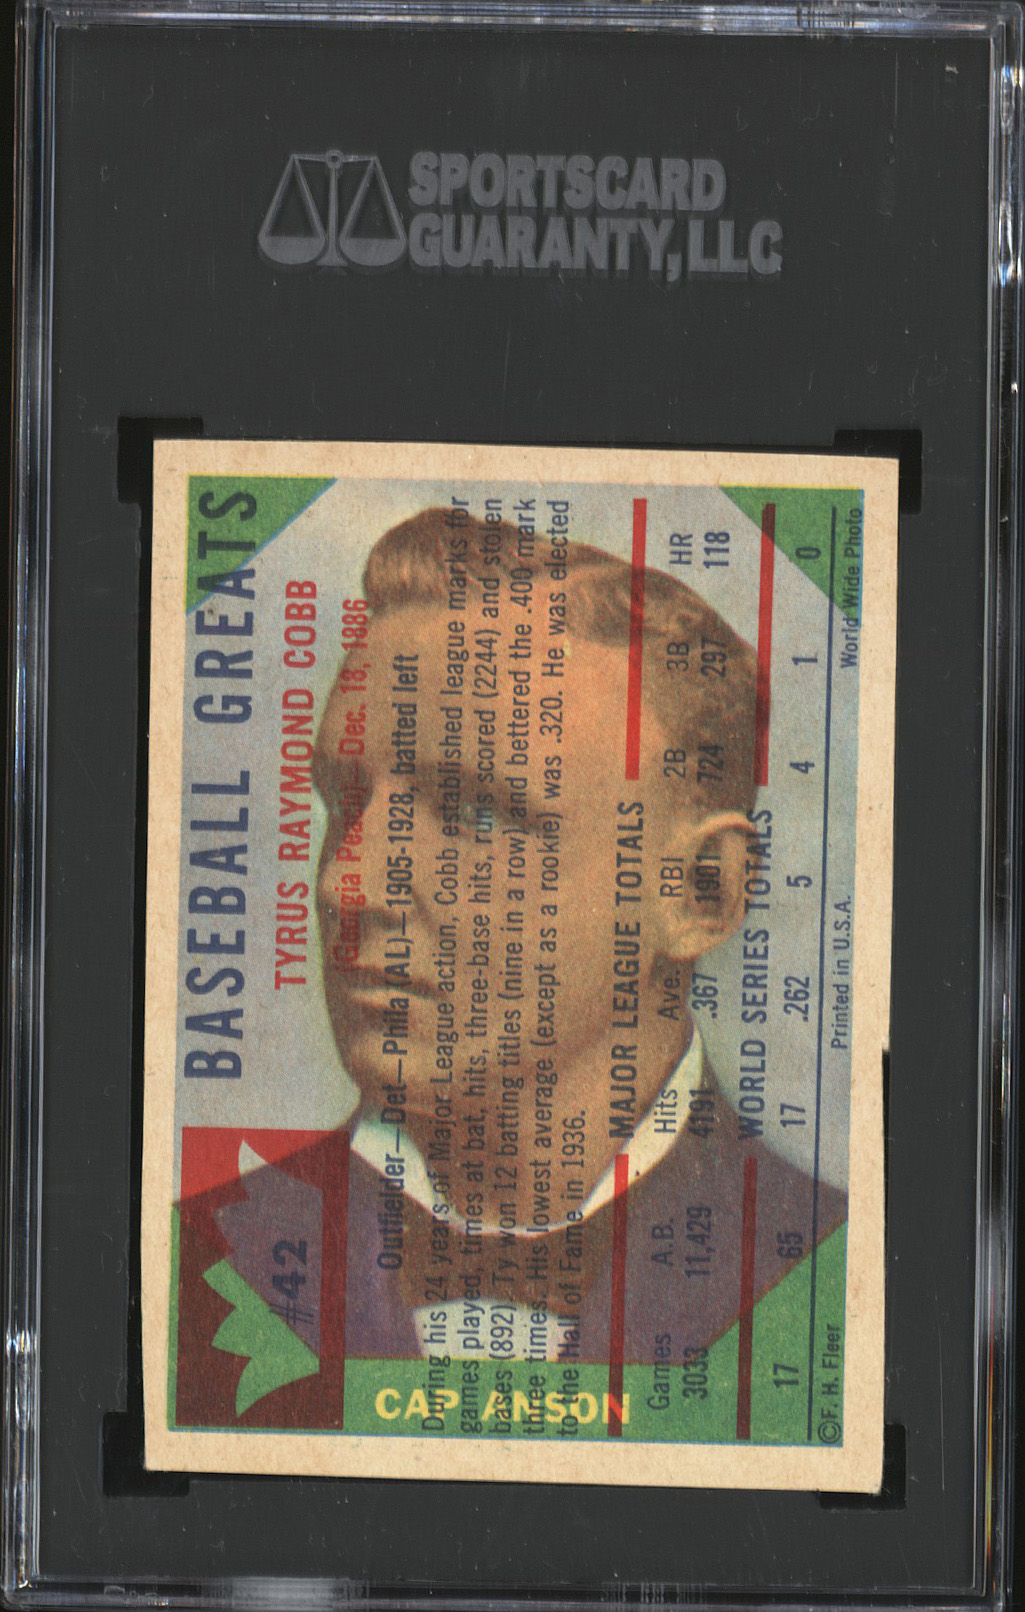 SPORTSCARD
GUARANTY, LLC
BASEBALL GREATS
#42
TYRUS RAYMOND COBB
(Georgia Peach)—Dec. 18, 1886
Outfielder—Det—Phila (AL)—1905-1928, batted left
During his 24 years of Major League action, Cobb established league marks for
games played, times at bat, hits, three-base hits, runs scored (2244) and stolen
bases (892). Ty won 12 batting titles (nine in a row) and bettered the .400 mark
three times. His lowest average (except as a rookie) was .320. He was elected
to the Hall of Fame in 1936.
CAP ANSON
MAJOR LEAGUE TOTALS
Games A.B. Hits Ave. RBI 2B 3B HR
3033 11,429 4191 .367 1901 724 297 118
WORLD SERIES TOTALS
17 65 17 .262 5 4 1 0
©F. H. Fleer Printed in U.S.A. World Wide Photo